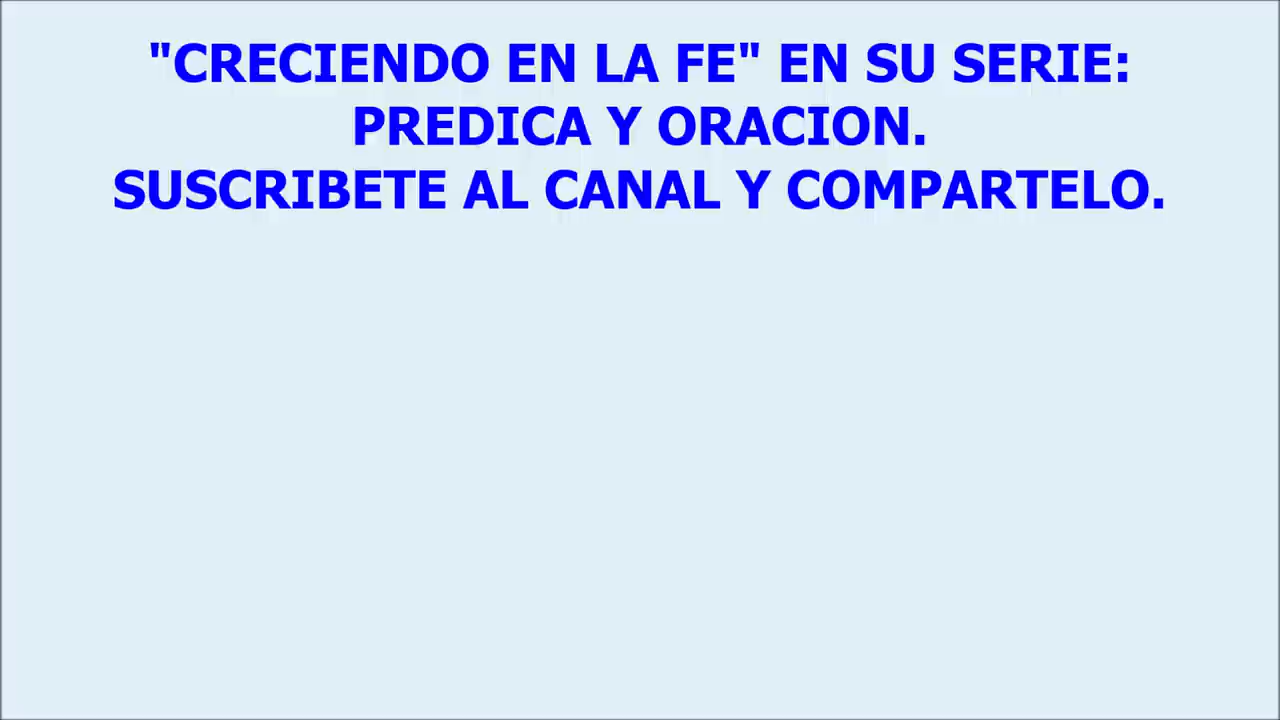 "CRECIENDO EN LA FE" EN SU SERIE:
PREDICA Y ORACION.
SUSCRIBETE AL CANAL Y COMPARTELO.